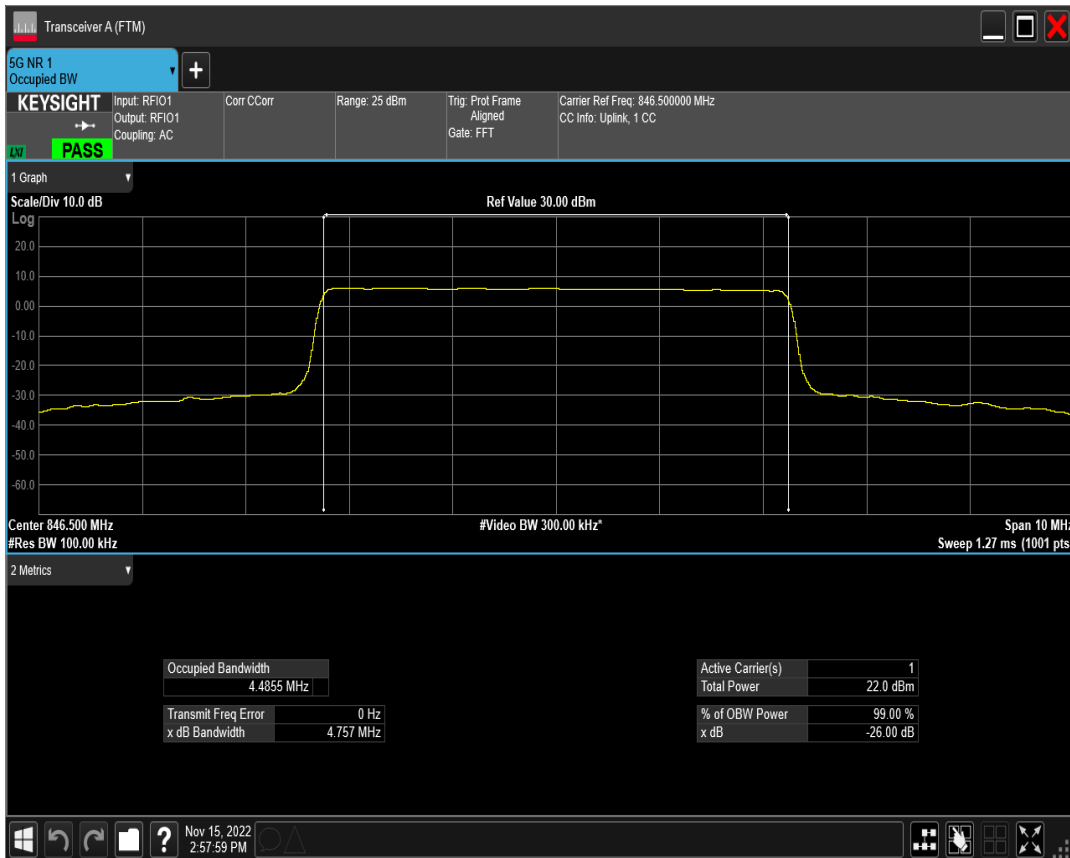 Transceiver A (FTM)
5G NR 1
Occupied BW
+
KEYSIGHT
LXI
PASS
Input: RFIO1
Output: RFIO1
Coupling: AC
Corr CCorr
Range: 25 dBm
Trig: Prot Frame
Aligned
Gate: FFT
Carrier Ref Freq: 846.500000 MHz
CC Info: Uplink, 1 CC
1 Graph
Scale/Div 10.0 dB
Ref Value 30.00 dBm
Log
20.0
10.0
0.00
-10.0
-20.0
-30.0
-40.0
-50.0
-60.0
Center 846.500 MHz
#Video BW 300.00 kHz*
Span 10 MHz
#Res BW 100.00 kHz
Sweep 1.27 ms (1001 pts
2 Metrics
Occupied Bandwidth
4.4855 MHz
Transmit Freq Error 0 Hz
x dB Bandwidth 4.757 MHz
Active Carrier(s) 1
Total Power 22.0 dBm
% of OBW Power 99.00 %
x dB -26.00 dB
?
Nov 15, 2022
2:57:59 PM